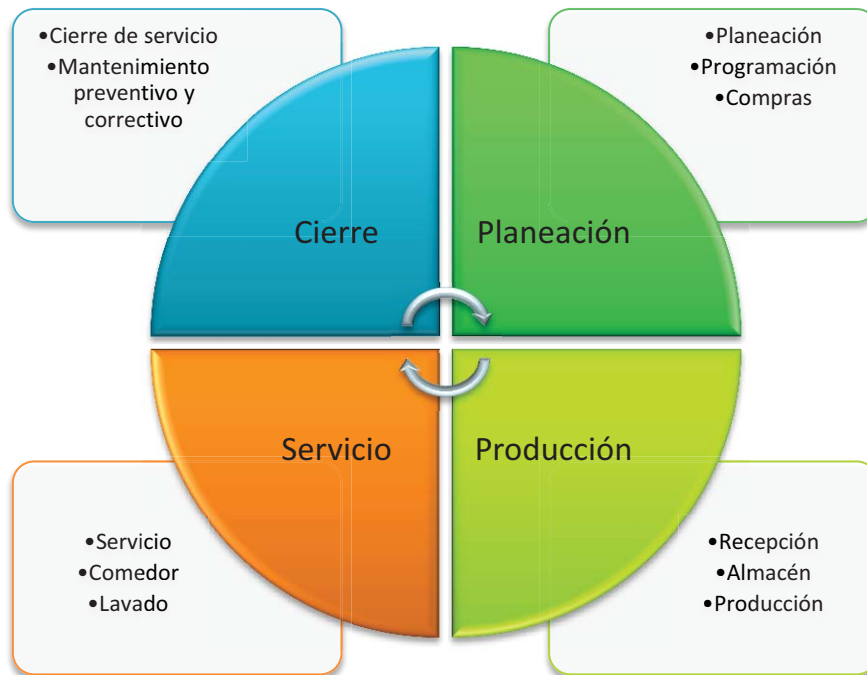 •Cierre de servicio
•Mantenimiento
preventivo y
correctivo
•Planeación
•Programación
•Compras
Cierre
Planeación
Servicio
Producción
•Servicio
•Comedor
•Lavado
•Recepción
•Almacén
•Producción